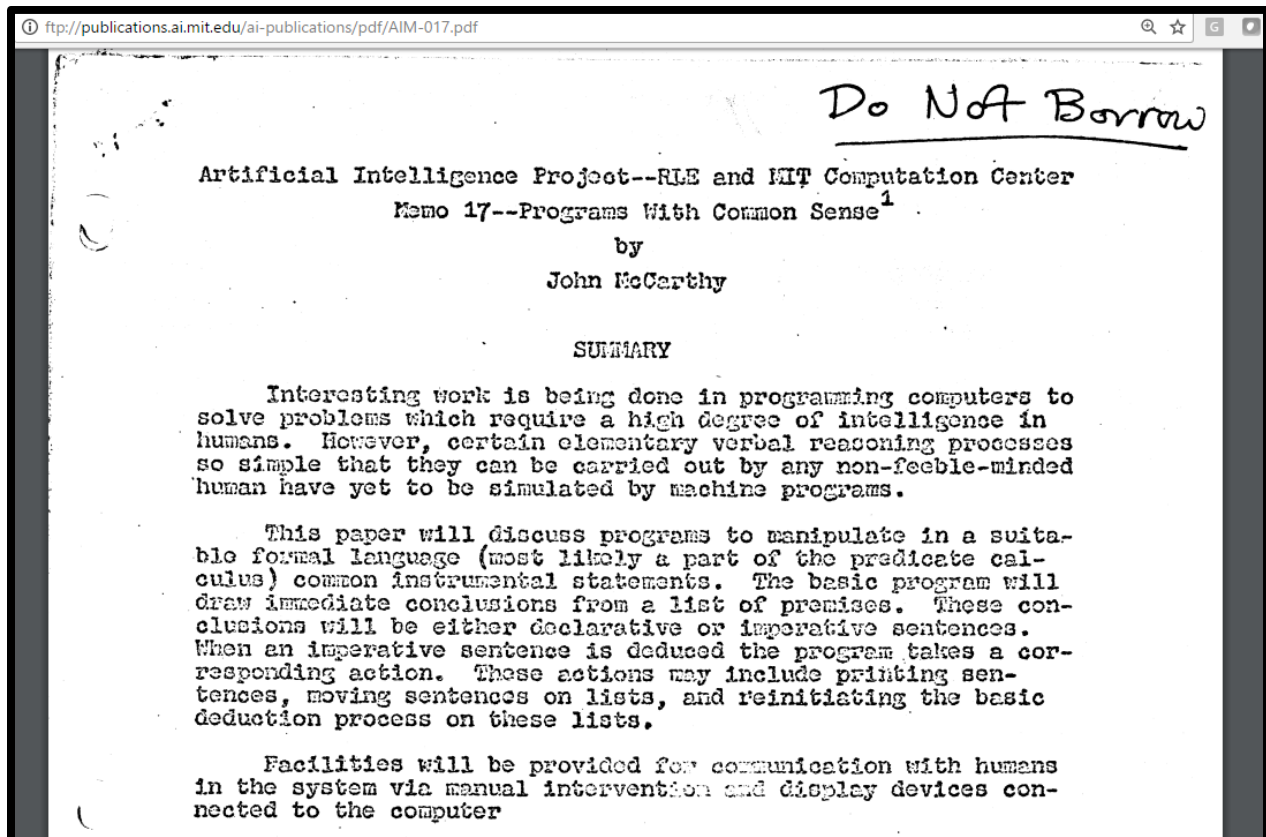 ftp://publications.ai.mit.edu/ai-publications/pdf/AIM-017.pdf
G
Do Not Borrow
Artificial Intelligence Project--RLE and MIT Computation Center
Memo 17--Programs With Common Sense1
by
John McCarthy
SUMMARY
Interesting work is being done in programming computers to
solve problems which require a high degree of intelligence in
humans. However, certain elementary verbal reasoning processes
so simple that they can be carried out by any non-feeble-minded
human have yet to be simulated by machine programs.
This paper will discuss programs to manipulate in a suita-
ble formal language (most likely a part of the predicate cal-
culus) common instrumental statements. The basic program will
draw immediate conclusions from a list of premises. These con-
clusions will be either declarative or imperative sentences.
When an imperative sentence is deduced the program takes a cor-
responding action. These actions may include printing sen-
tences, moving sentences on lists, and reinitiating the basic
deduction process on these lists.
Facilities will be provided for communication with humans
in the system via manual intervention and display devices con-
nected to the computer